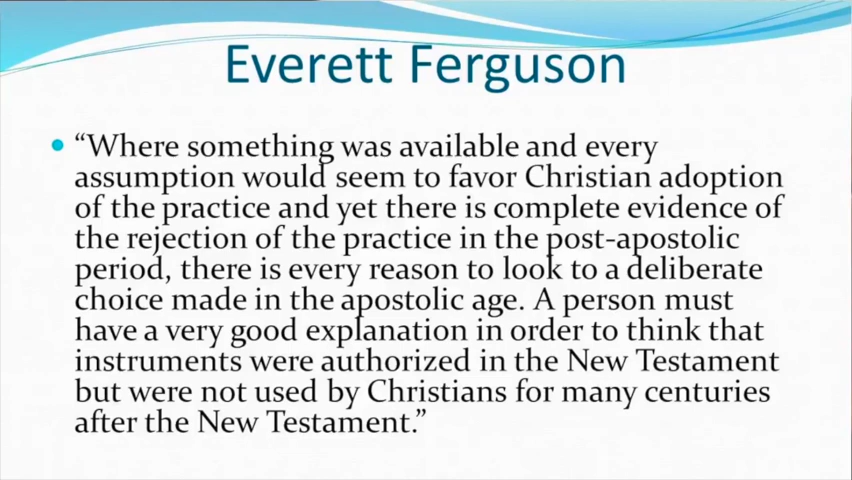 Everett Ferguson
• “Where something was available and every
assumption would seem to favor Christian adoption
of the practice and yet there is complete evidence of
the rejection of the practice in the post-apostolic
period, there is every reason to look to a deliberate
choice made in the apostolic age. A person must
have a very good explanation in order to think that
instruments were authorized in the New Testament
but were not used by Christians for many centuries
after the New Testament.”